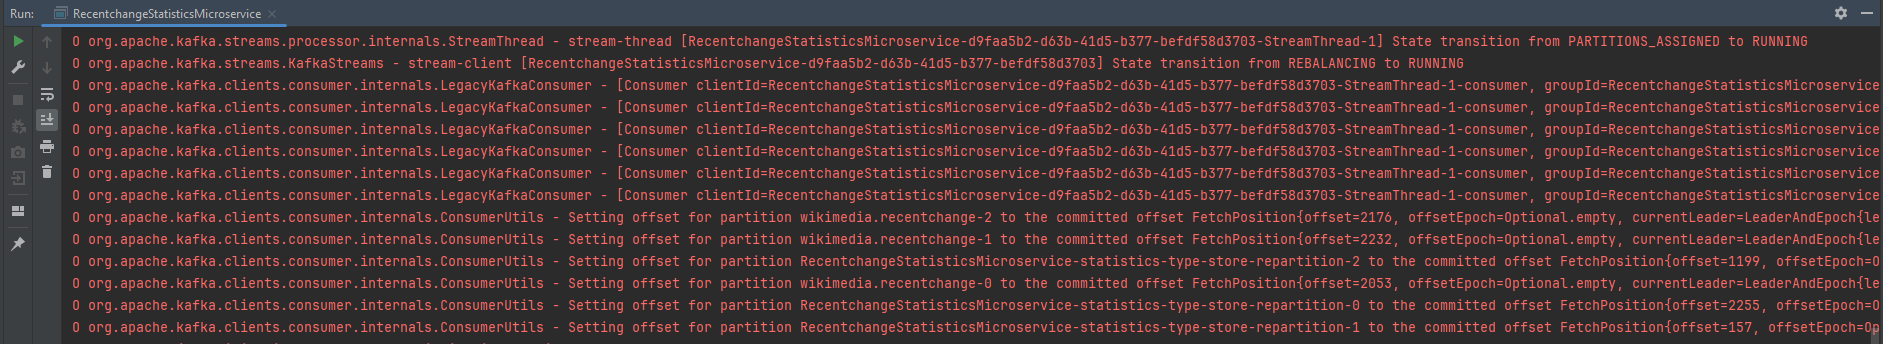 Run: RecentchangeStatisticsMicroservice
O org.apache.kafka.streams.processor.internals.StreamThread - stream-thread [RecentchangeStatisticsMicroservice-d9faa5b2-d63b-41d5-b377-befdf58d3703-StreamThread-1] State transition from PARTITIONS_ASSIGNED to RUNNING
O org.apache.kafka.streams.KafkaStreams - stream-client [RecentchangeStatisticsMicroservice-d9faa5b2-d63b-41d5-b377-befdf58d3703] State transition from REBALANCING to RUNNING
O org.apache.kafka.clients.consumer.internals.LegacyKafkaConsumer - [Consumer clientId=RecentchangeStatisticsMicroservice-d9faa5b2-d63b-41d5-b377-befdf58d3703-StreamThread-1-consumer, groupId=RecentchangeStatisticsMicroservice
O org.apache.kafka.clients.consumer.internals.LegacyKafkaConsumer - [Consumer clientId=RecentchangeStatisticsMicroservice-d9faa5b2-d63b-41d5-b377-befdf58d3703-StreamThread-1-consumer, groupId=RecentchangeStatisticsMicroservice
O org.apache.kafka.clients.consumer.internals.LegacyKafkaConsumer - [Consumer clientId=RecentchangeStatisticsMicroservice-d9faa5b2-d63b-41d5-b377-befdf58d3703-StreamThread-1-consumer, groupId=RecentchangeStatisticsMicroservice
O org.apache.kafka.clients.consumer.internals.LegacyKafkaConsumer - [Consumer clientId=RecentchangeStatisticsMicroservice-d9faa5b2-d63b-41d5-b377-befdf58d3703-StreamThread-1-consumer, groupId=RecentchangeStatisticsMicroservice
O org.apache.kafka.clients.consumer.internals.LegacyKafkaConsumer - [Consumer clientId=RecentchangeStatisticsMicroservice-d9faa5b2-d63b-41d5-b377-befdf58d3703-StreamThread-1-consumer, groupId=RecentchangeStatisticsMicroservice
O org.apache.kafka.clients.consumer.internals.LegacyKafkaConsumer - [Consumer clientId=RecentchangeStatisticsMicroservice-d9faa5b2-d63b-41d5-b377-befdf58d3703-StreamThread-1-consumer, groupId=RecentchangeStatisticsMicroservice
O org.apache.kafka.clients.consumer.internals.ConsumerUtils - Setting offset for partition wikimedia.recentchange-2 to the committed offset FetchPosition{offset=2176, offsetEpoch=Optional.empty, currentLeader=LeaderAndEpoch{le
O org.apache.kafka.clients.consumer.internals.ConsumerUtils - Setting offset for partition wikimedia.recentchange-1 to the committed offset FetchPosition{offset=2232, offsetEpoch=Optional.empty, currentLeader=LeaderAndEpoch{le
O org.apache.kafka.clients.consumer.internals.ConsumerUtils - Setting offset for partition RecentchangeStatisticsMicroservice-statistics-type-store-repartition-2 to the committed offset FetchPosition{offset=1199, offsetEpoch=O
O org.apache.kafka.clients.consumer.internals.ConsumerUtils - Setting offset for partition wikimedia.recentchange-0 to the committed offset FetchPosition{offset=2053, offsetEpoch=Optional.empty, currentLeader=LeaderAndEpoch{le
O org.apache.kafka.clients.consumer.internals.ConsumerUtils - Setting offset for partition RecentchangeStatisticsMicroservice-statistics-type-store-repartition-0 to the committed offset FetchPosition{offset=2255, offsetEpoch=O
O org.apache.kafka.clients.consumer.internals.ConsumerUtils - Setting offset for partition RecentchangeStatisticsMicroservice-statistics-type-store-repartition-1 to the committed offset FetchPosition{offset=157, offsetEpoch=Op